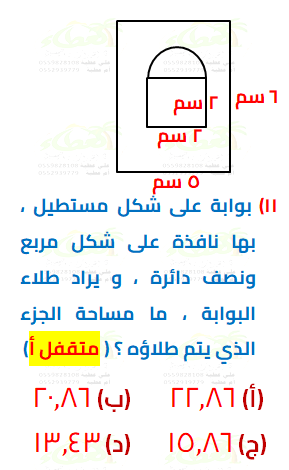 ٦ سم
٢ سم
٢ سم
٥ سم
١١) بوابة على شكل مستطيل ،
بها نافذة على شكل مربع
ونصف دائرة ، و يراد طلاء
البوابة ، ما مساحة الجزء
الذي يتم طلاؤه ؟ ( متقفل أ)
(أ) ٢٢,٨٦ (ب) ٢٠,٨٦
(ج) ١٥,٨٦ (د) ١٣,٤٣